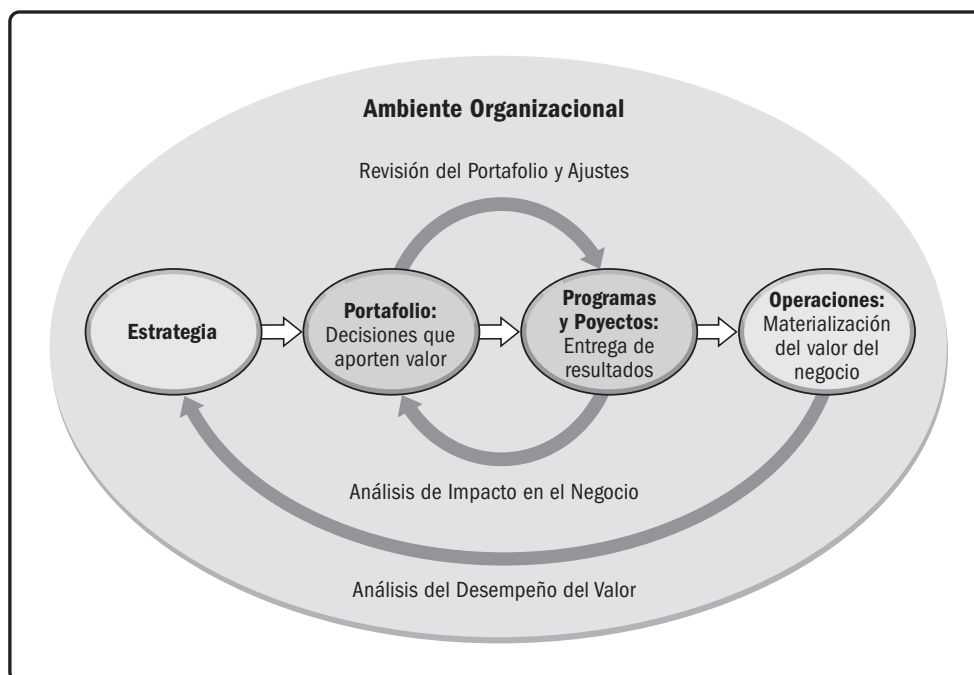 Ambiente Organizacional
Revisión del Portafolio y Ajustes
Estrategia
Portafolio:
Decisiones que
aporten valor
Programas
y Poyectos:
Entrega de
resultados
Operaciones:
Materialización
del valor del
negocio
Análisis de Impacto en el Negocio
Análisis del Desempeño del Valor